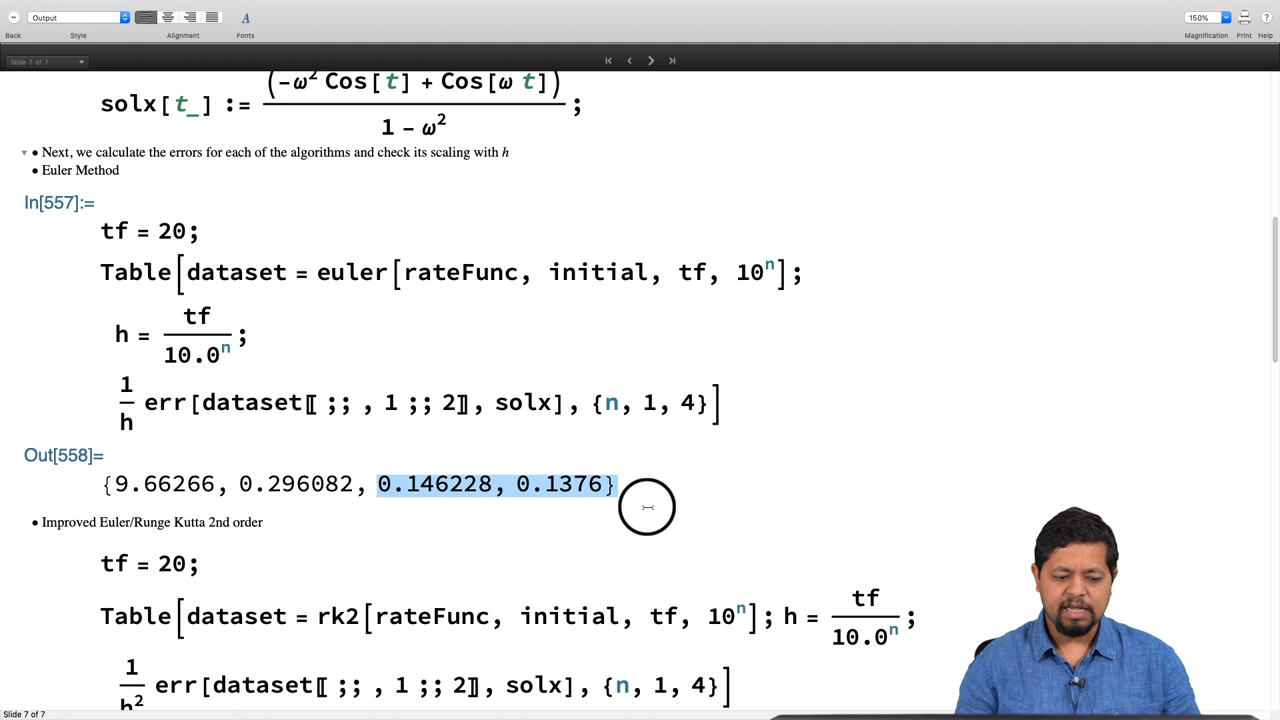 Output
150%
Back Style Alignment Fonts Magnification Print Help
Slide 7 of 7
solx[t_] := (-ω² Cos[t] + Cos[ω t]) / (1 - ω²) ;
• Next, we calculate the errors for each of the algorithms and check its scaling with h
• Euler Method
In[557]:=
tf = 20;
Table[dataset = euler[rateFunc, initial, tf, 10ⁿ];
h = tf / 10.0ⁿ ;
1/h err[dataset〚 ;; , 1 ;; 2〛, solx], {n, 1, 4}]
Out[558]=
{9.66266, 0.296082, 0.146228, 0.1376}
• Improved Euler/Runge Kutta 2nd order
tf = 20;
Table[dataset = rk2[rateFunc, initial, tf, 10ⁿ]; h = tf / 10.0ⁿ ;
1/h² err[dataset〚 ;; , 1 ;; 2〛, solx], {n, 1, 4}]
Slide 7 of 7